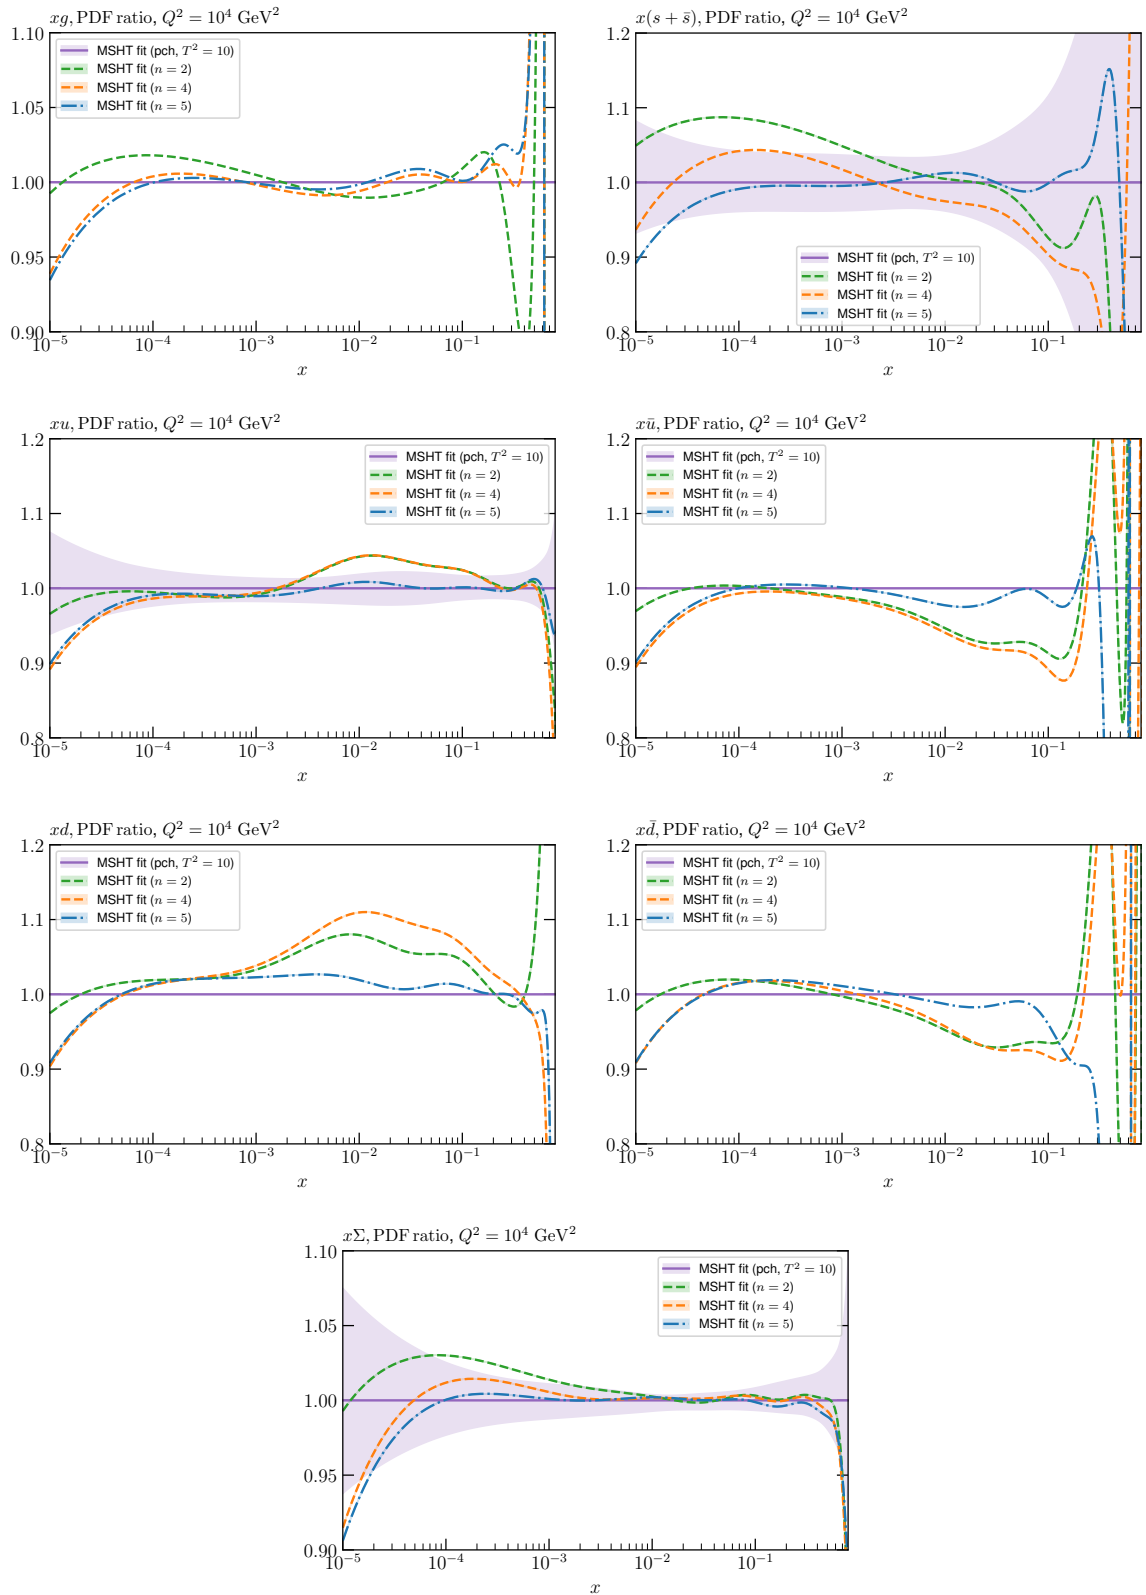 xg, PDF ratio, Q² = 10⁴ GeV²
1.10
1.05
1.00
0.95
0.90
MSHT fit (pch, T² = 10)
MSHT fit (n = 2)
MSHT fit (n = 4)
MSHT fit (n = 5)
10⁻⁵ 10⁻⁴ 10⁻³ 10⁻² 10⁻¹
x
x(s + s̄), PDF ratio, Q² = 10⁴ GeV²
1.2
1.1
1.0
0.9
0.8
MSHT fit (pch, T² = 10)
MSHT fit (n = 2)
MSHT fit (n = 4)
MSHT fit (n = 5)
10⁻⁵ 10⁻⁴ 10⁻³ 10⁻² 10⁻¹
x
xu, PDF ratio, Q² = 10⁴ GeV²
1.2
1.1
1.0
0.9
0.8
MSHT fit (pch, T² = 10)
MSHT fit (n = 2)
MSHT fit (n = 4)
MSHT fit (n = 5)
10⁻⁵ 10⁻⁴ 10⁻³ 10⁻² 10⁻¹
x
xū, PDF ratio, Q² = 10⁴ GeV²
1.2
1.1
1.0
0.9
0.8
MSHT fit (pch, T² = 10)
MSHT fit (n = 2)
MSHT fit (n = 4)
MSHT fit (n = 5)
10⁻⁵ 10⁻⁴ 10⁻³ 10⁻² 10⁻¹
x
xd, PDF ratio, Q² = 10⁴ GeV²
1.2
1.1
1.0
0.9
0.8
MSHT fit (pch, T² = 10)
MSHT fit (n = 2)
MSHT fit (n = 4)
MSHT fit (n = 5)
10⁻⁵ 10⁻⁴ 10⁻³ 10⁻² 10⁻¹
x
xd̄, PDF ratio, Q² = 10⁴ GeV²
1.2
1.1
1.0
0.9
0.8
MSHT fit (pch, T² = 10)
MSHT fit (n = 2)
MSHT fit (n = 4)
MSHT fit (n = 5)
10⁻⁵ 10⁻⁴ 10⁻³ 10⁻² 10⁻¹
x
xΣ, PDF ratio, Q² = 10⁴ GeV²
1.10
1.05
1.00
0.95
0.90
MSHT fit (pch, T² = 10)
MSHT fit (n = 2)
MSHT fit (n = 4)
MSHT fit (n = 5)
10⁻⁵ 10⁻⁴ 10⁻³ 10⁻² 10⁻¹
x